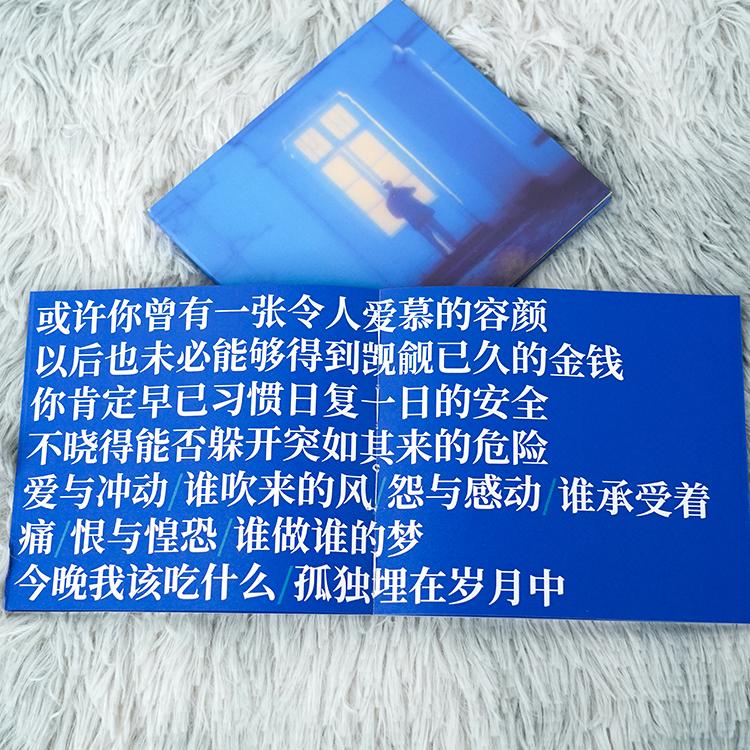 或许你曾有一张令人爱慕的容颜
以后也未必能够得到觊觎已久的金钱
你肯定早已习惯日复一日的安全
不晓得能否躲开突如其来的危险
爱与冲动/谁吹来的风/怨与感动/谁承受着
痛/恨与惶恐/谁做谁的梦
今晚我该吃什么/孤独埋在岁月中